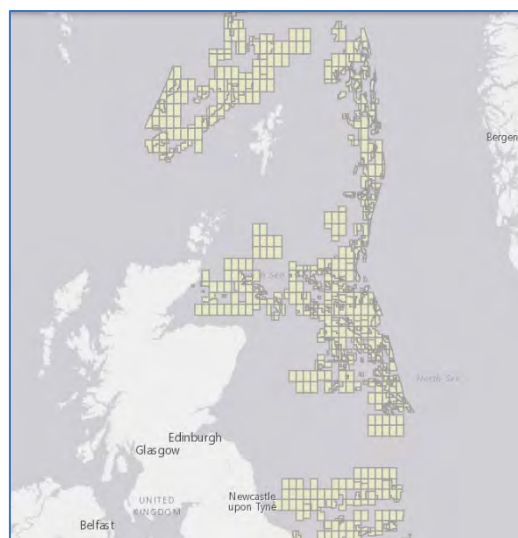 Bergen
North Sea
Edinburgh
Glasgow
UNITED
KINGDOM
Newcastle
upon Tyne
Belfast